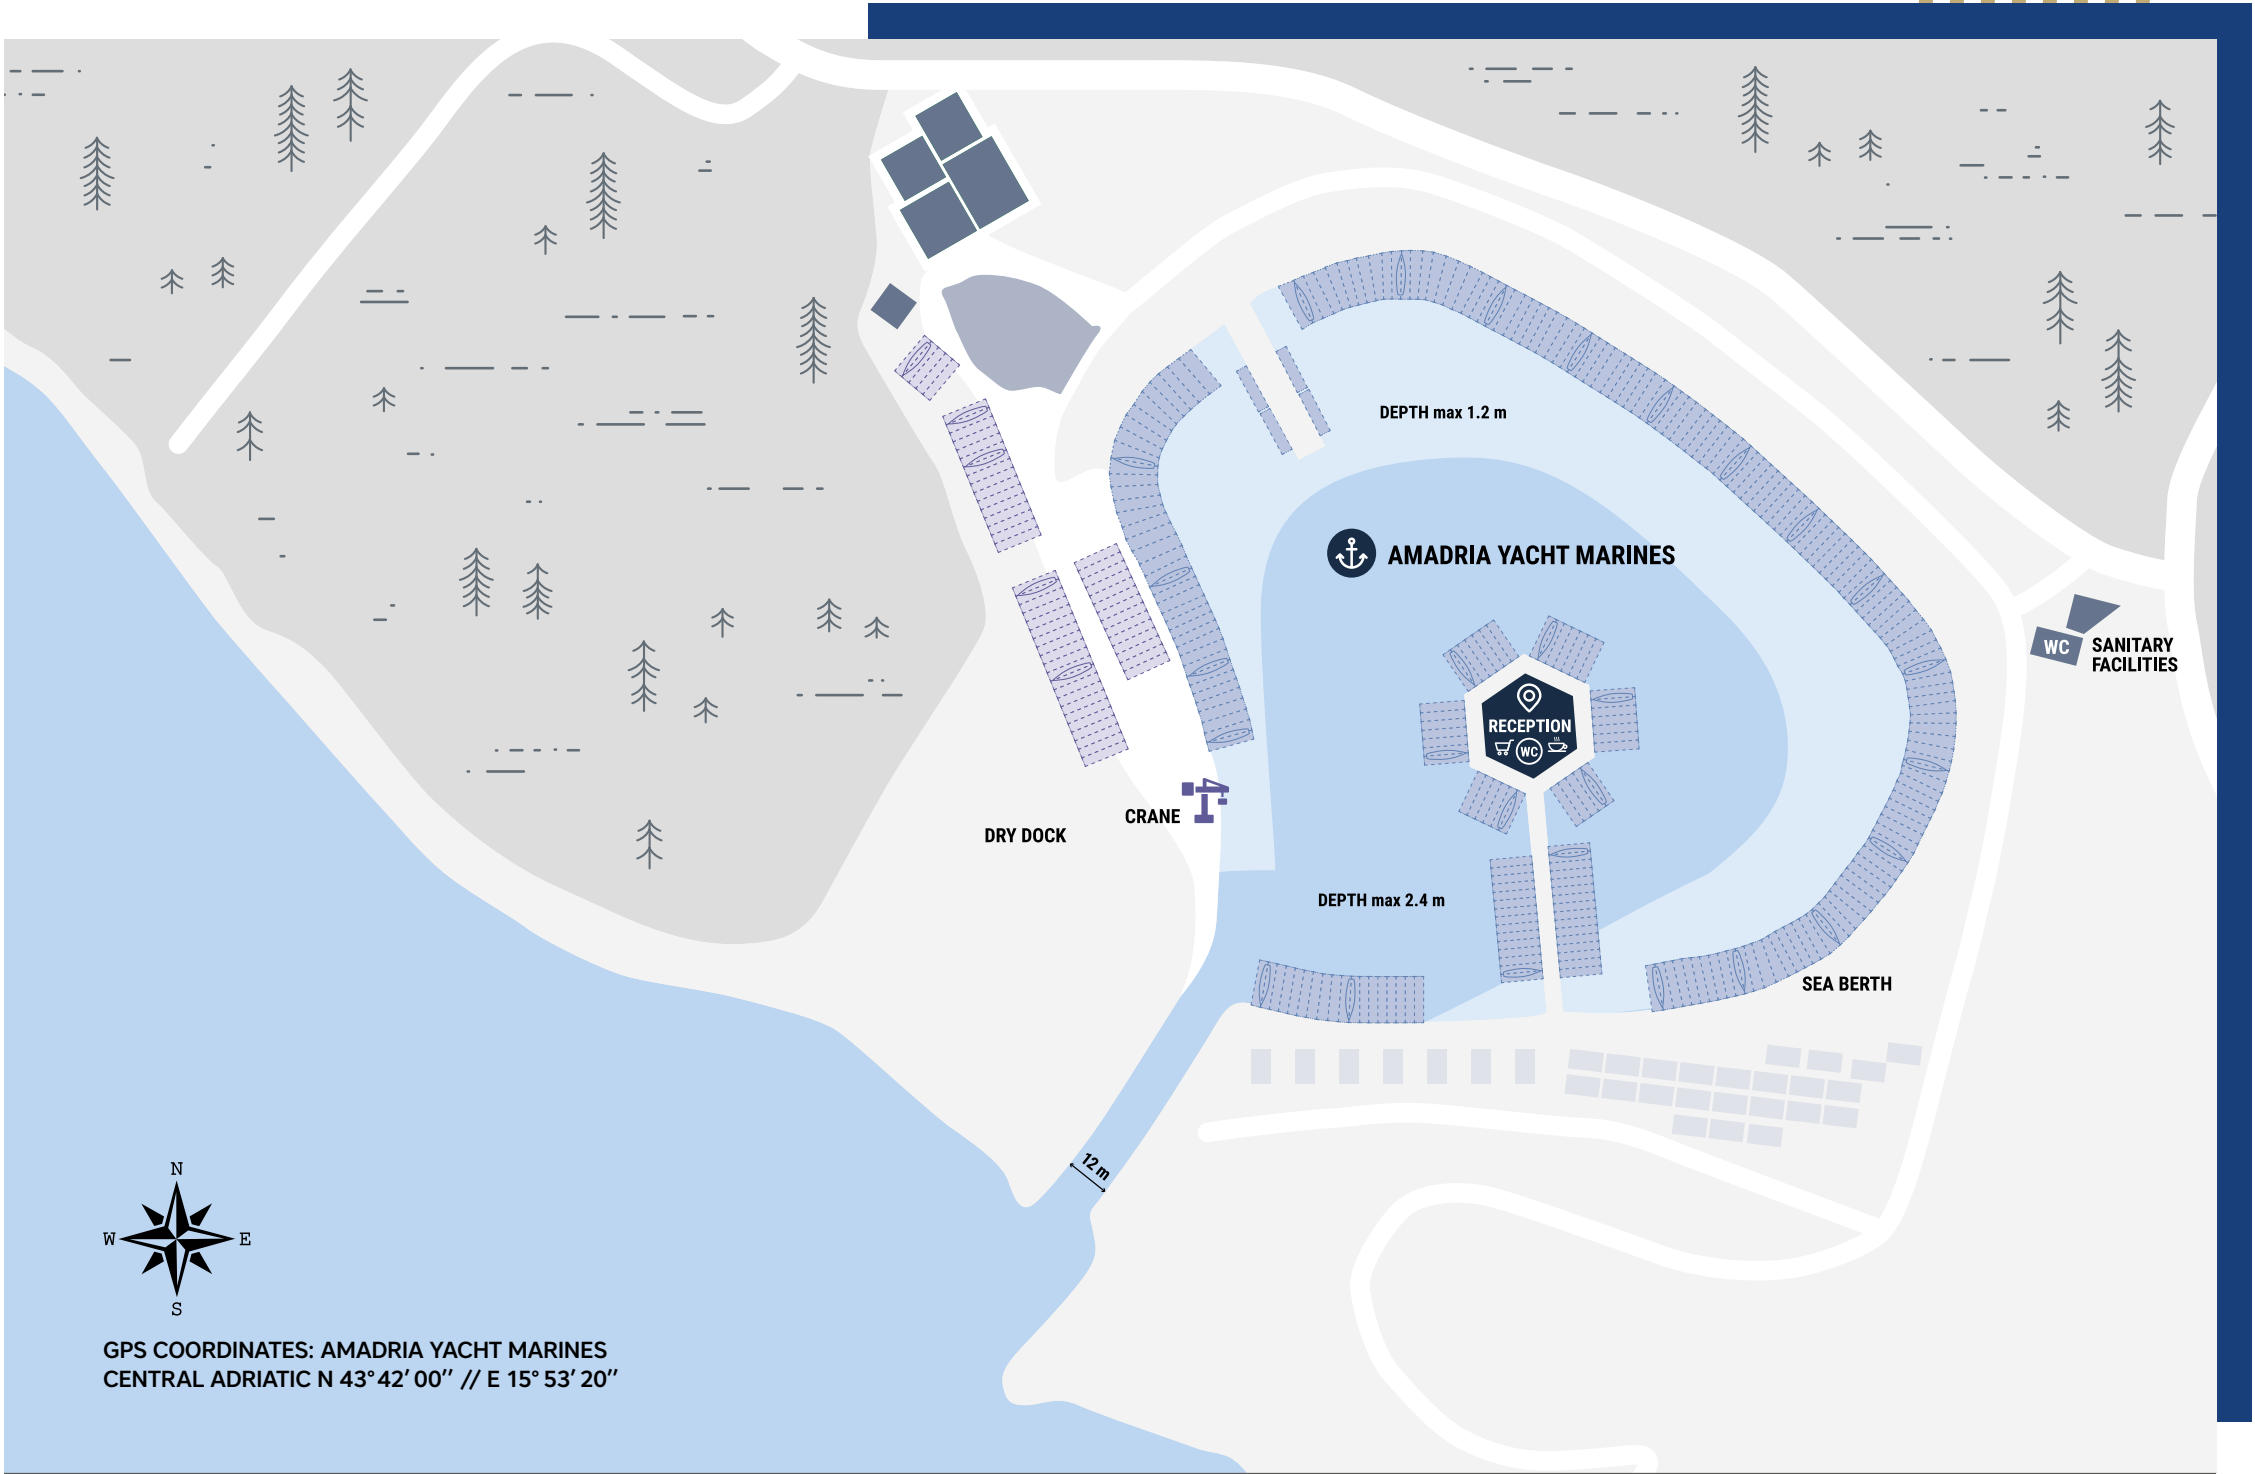 DEPTH max 1.2 m
AMADRIA YACHT MARINES
WC
SANITARY
FACILITIES
RECEPTION
WC
CRANE
DRY DOCK
DEPTH max 2.4 m
SEA BERTH
12 m
N
W
E
S
GPS COORDINATES: AMADRIA YACHT MARINES
CENTRAL ADRIATIC N 43° 42′ 00″ // E 15° 53′ 20″